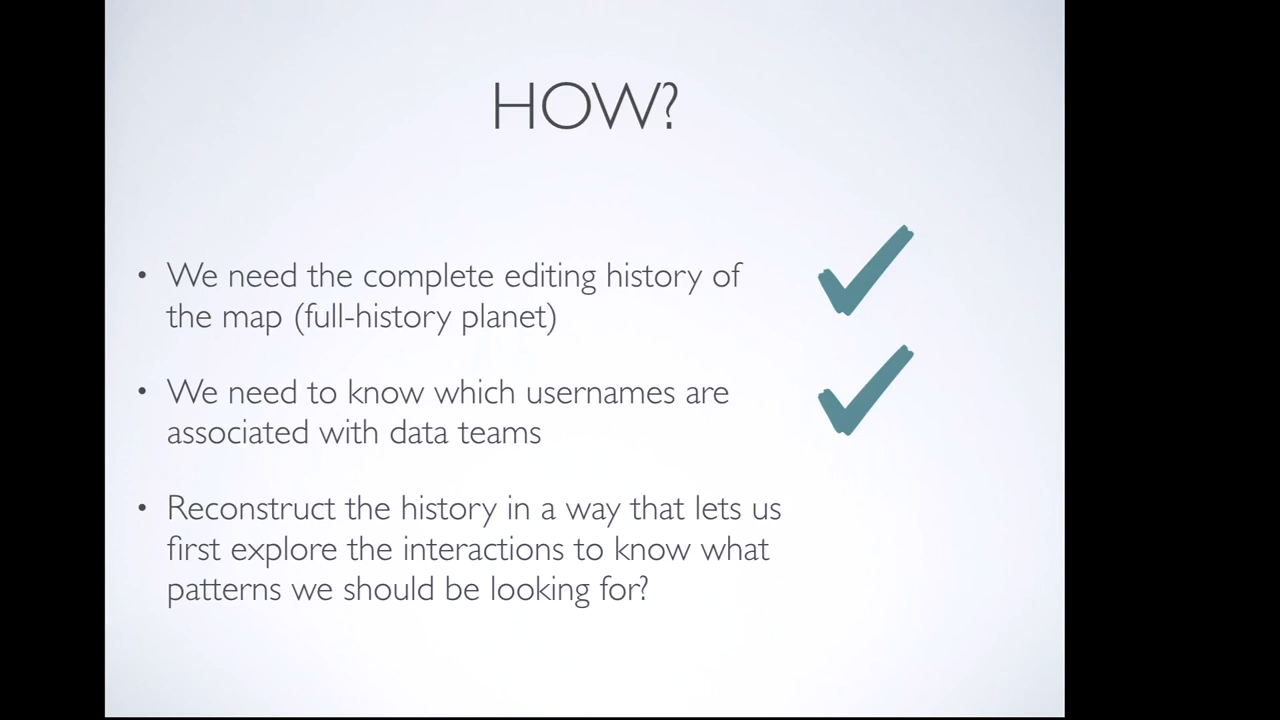 HOW?
• We need the complete editing history of
the map (full-history planet)
• We need to know which usernames are
associated with data teams
• Reconstruct the history in a way that lets us
first explore the interactions to know what
patterns we should be looking for?